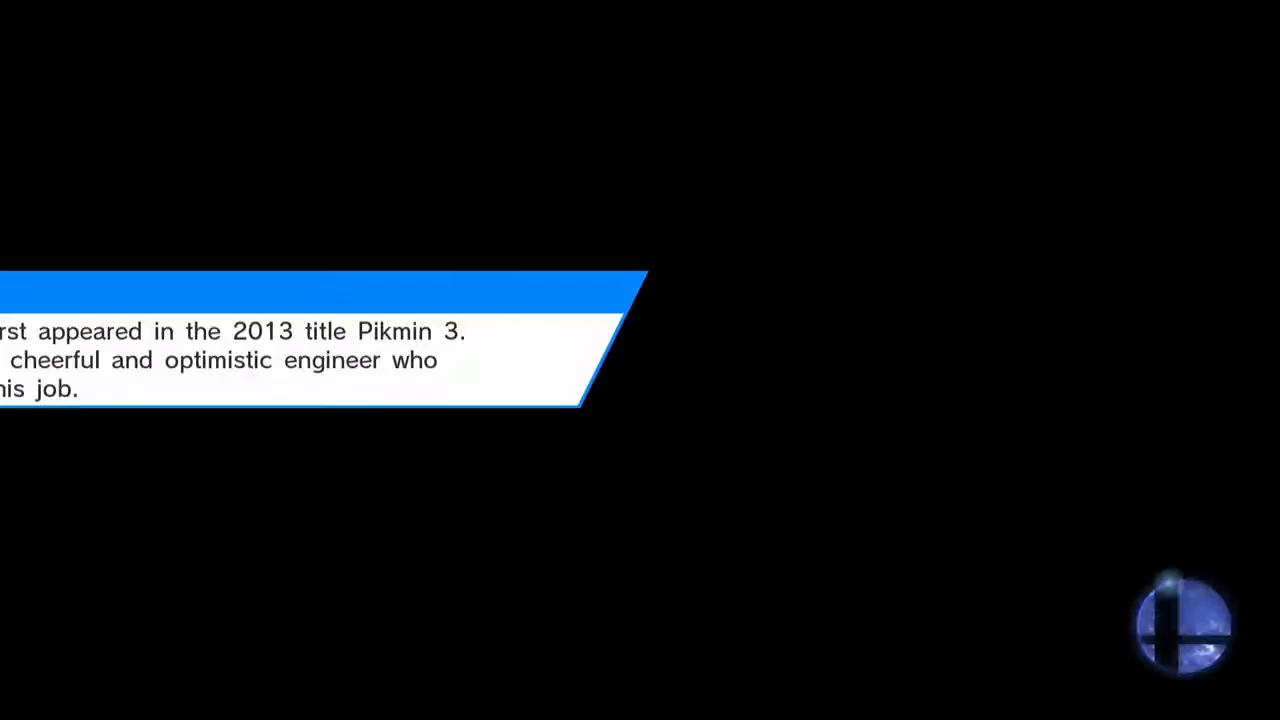 rst appeared in the 2013 title Pikmin 3.
cheerful and optimistic engineer who
his job.